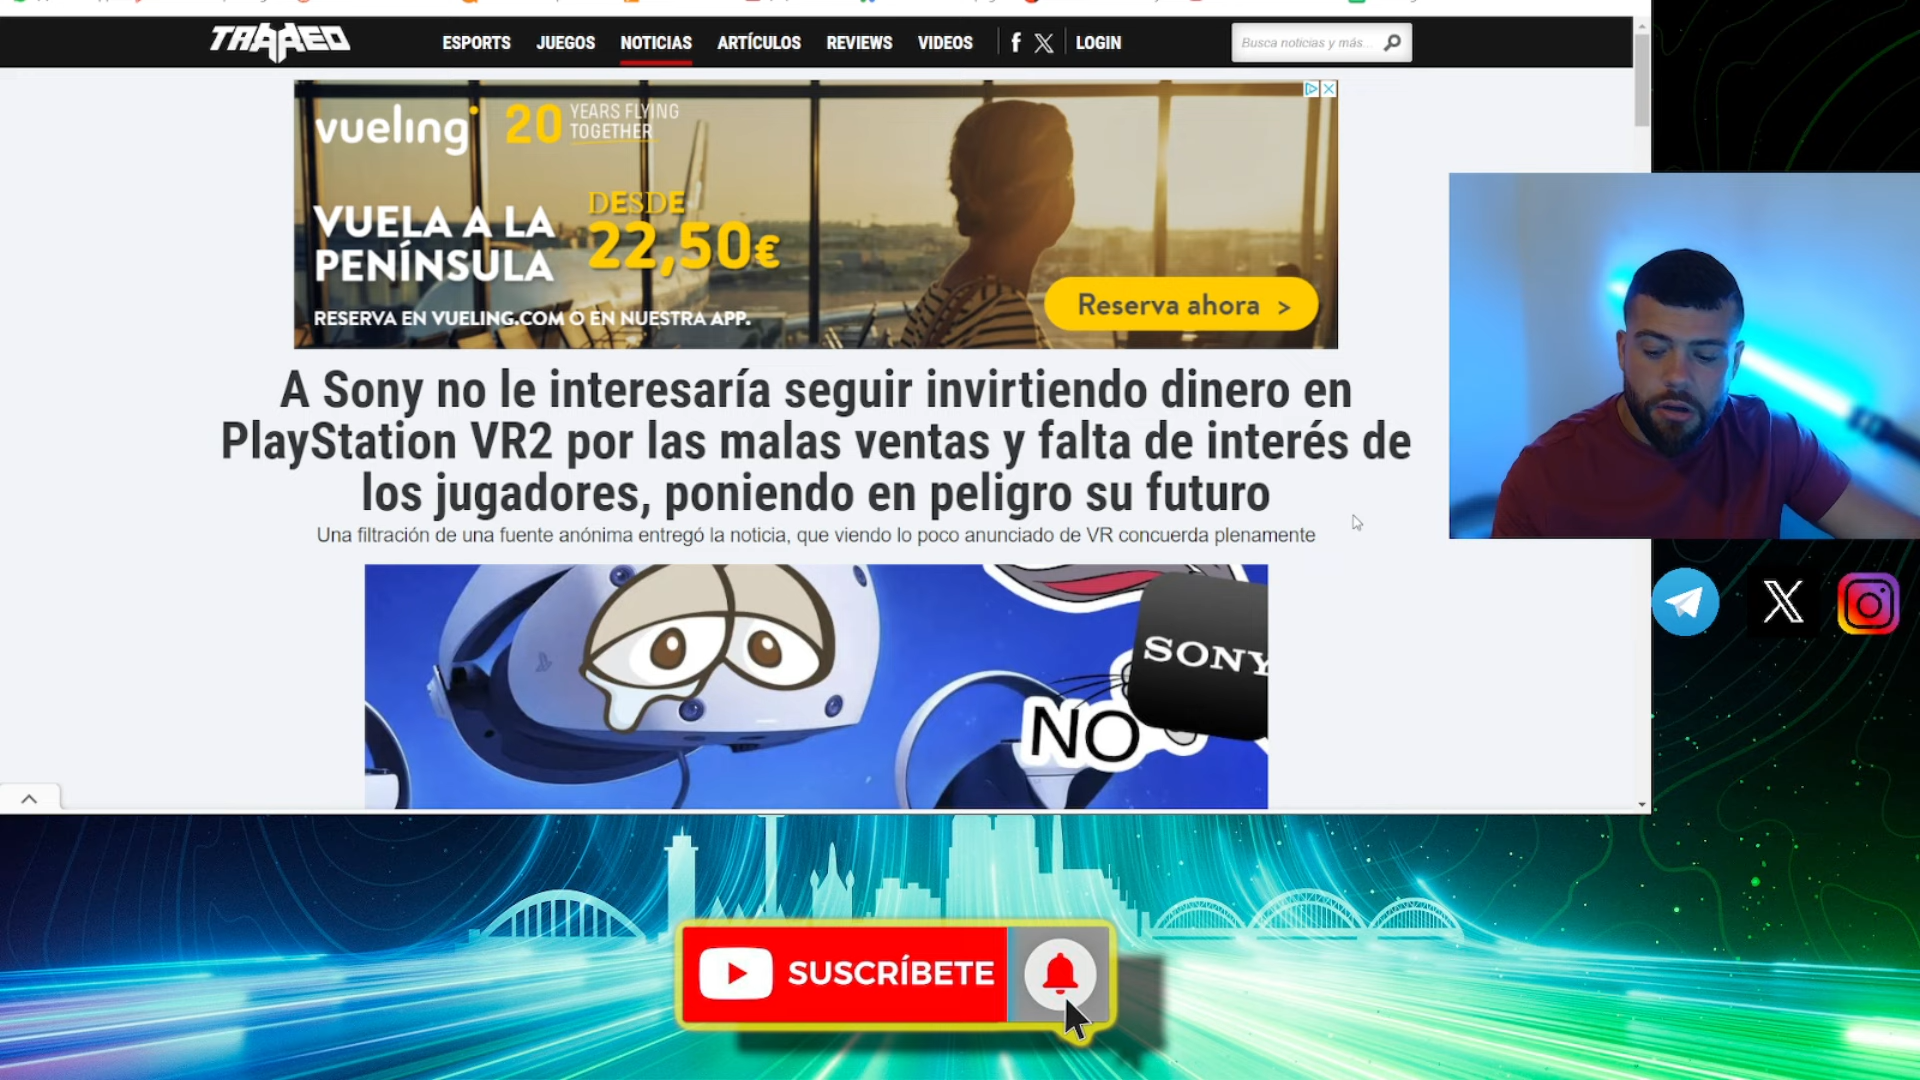 TRAAEO
ESPORTS JUEGOS NOTICIAS ARTÍCULOS REVIEWS VIDEOS LOGIN
Busca noticias y más...
vueling 20 YEARS FLYING
TOGETHER
VUELA A LA
PENÍNSULA
DESDE
22,50€
RESERVA EN VUELING.COM O EN NUESTRA APP.
Reserva ahora >
A Sony no le interesaría seguir invirtiendo dinero en
PlayStation VR2 por las malas ventas y falta de interés de
los jugadores, poniendo en peligro su futuro
Una filtración de una fuente anónima entregó la noticia, que viendo lo poco anunciado de VR concuerda plenamente
SONY
NO
SUSCRÍBETE